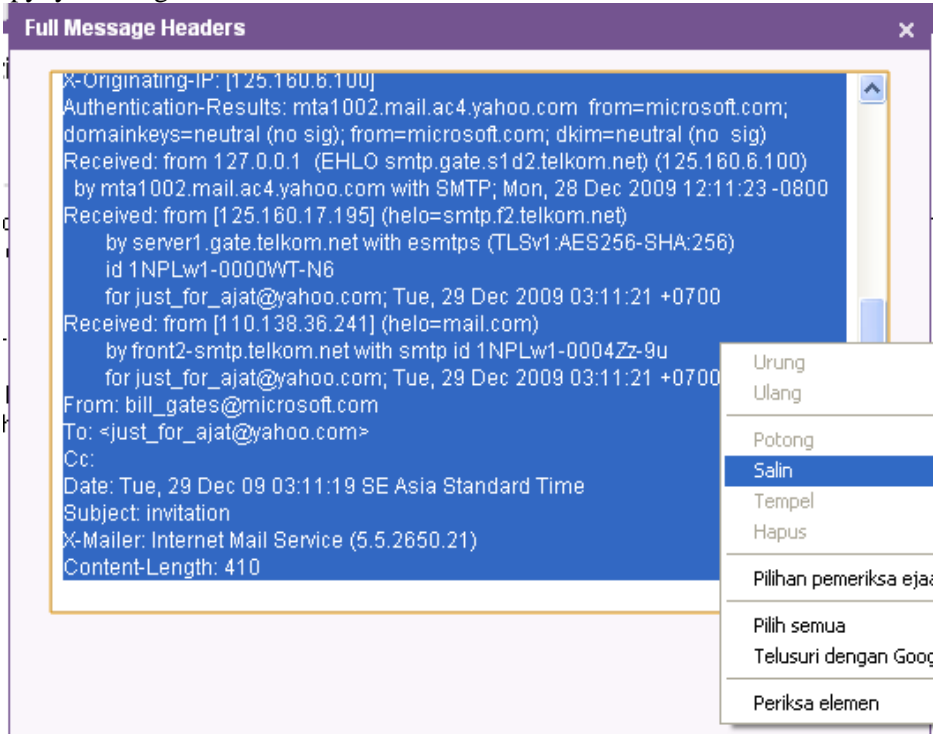 Full Message Headers
X-Originating-IP: [125.160.6.100]
Authentication-Results: mta1002.mail.ac4.yahoo.com from=microsoft.com;
domainkeys=neutral (no sig); from=microsoft.com; dkim=neutral (no sig)
Received: from 127.0.0.1 (EHLO smtp.gate.s1d2.telkom.net) (125.160.6.100)
by mta1002.mail.ac4.yahoo.com with SMTP; Mon, 28 Dec 2009 12:11:23 -0800
Received: from [125.160.17.195] (helo=smtp.f2.telkom.net)
by server1.gate.telkom.net with esmtps (TLSv1:AES256-SHA:256)
id 1NPLw1-0000WT-N6
for just_for_ajat@yahoo.com; Tue, 29 Dec 2009 03:11:21 +0700
Received: from [110.138.36.241] (helo=mail.com)
by front2-smtp.telkom.net with smtp id 1NPLw1-0004Zz-9u
for just_for_ajat@yahoo.com; Tue, 29 Dec 2009 03:11:21 +0700
From: bill_gates@microsoft.com
To: <just_for_ajat@yahoo.com>
Cc:
Date: Tue, 29 Dec 09 03:11:19 SE Asia Standard Time
Subject: invitation
X-Mailer: Internet Mail Service (5.5.2650.21)
Content-Length: 410
Urung
Ulang
Potong
Salin
Tempel
Hapus
Pilihan pemeriksa ejaa
Pilih semua
Telusuri dengan Goog
Periksa elemen